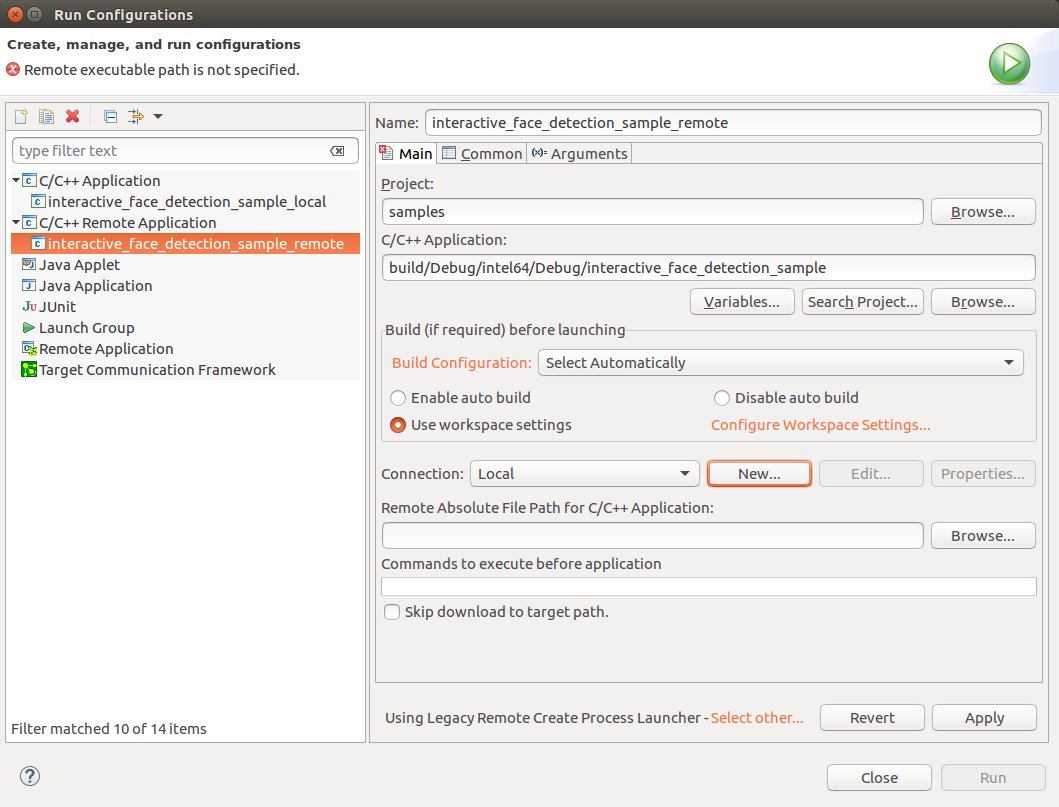 Run Configurations
Create, manage, and run configurations
Remote executable path is not specified.
type filter text
C/C++ Application
interactive_face_detection_sample_local
C/C++ Remote Application
interactive_face_detection_sample_remote
Java Applet
Java Application
JUnit
Launch Group
Remote Application
Target Communication Framework
Filter matched 10 of 14 items
Name: interactive_face_detection_sample_remote
Main Common Arguments
Project:
samples Browse...
C/C++ Application:
build/Debug/intel64/Debug/interactive_face_detection_sample
Variables... Search Project... Browse...
Build (if required) before launching
Build Configuration: Select Automatically
Enable auto build Disable auto build
Use workspace settings Configure Workspace Settings...
Connection: Local New... Edit... Properties...
Remote Absolute File Path for C/C++ Application:
Browse...
Commands to execute before application
Skip download to target path.
Using Legacy Remote Create Process Launcher - Select other... Revert Apply
Close Run